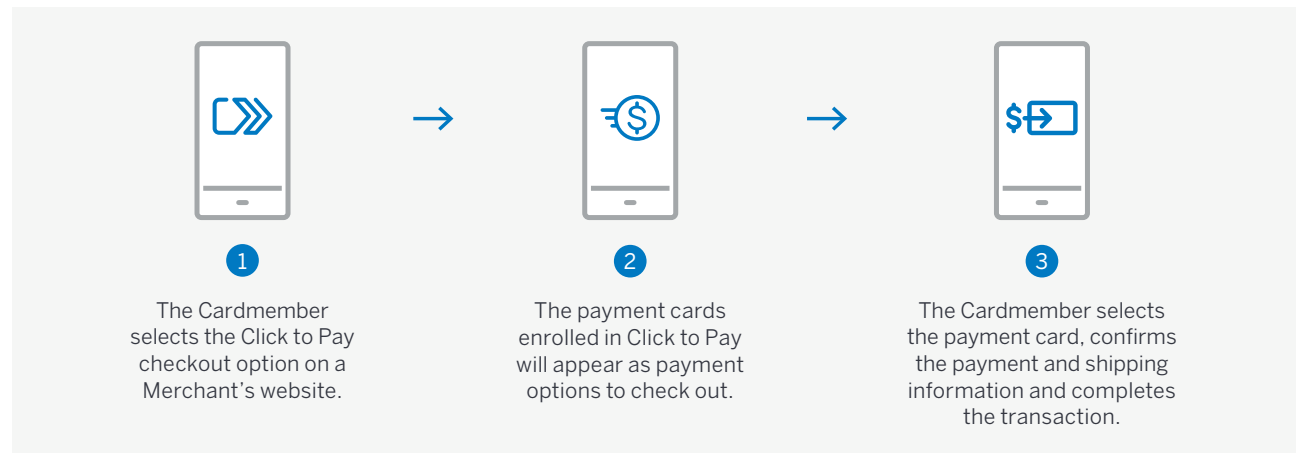 1
The Cardmember
selects the Click to Pay
checkout option on a
Merchant's website.
2
The payment cards
enrolled in Click to Pay
will appear as payment
options to check out.
3
The Cardmember selects
the payment card, confirms
the payment and shipping
information and completes
the transaction.